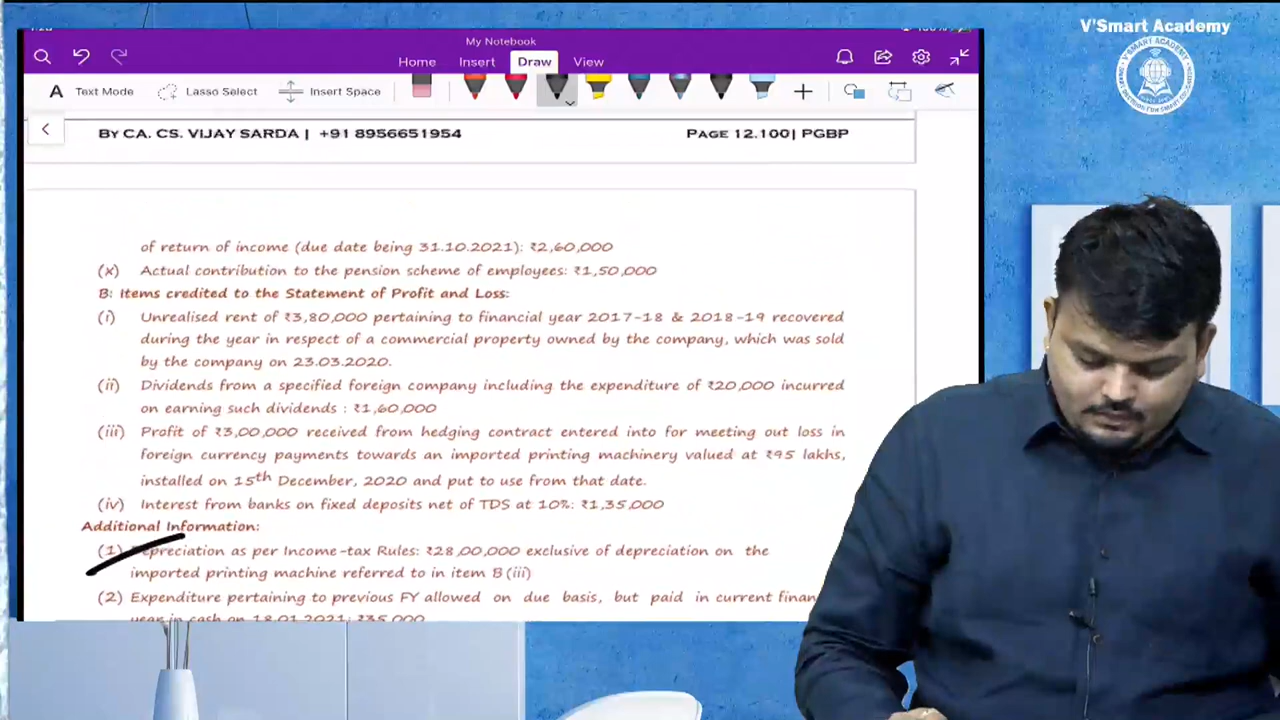 V'Smart Academy
My Notebook
Home Insert Draw View
A Text Mode Lasso Select Insert Space
BY CA. CS. VIJAY SARDA | +91 8956651954 PAGE 12.100| PGBP
of return of income (due date being 31.10.2021): ₹2,60,000
(x) Actual contribution to the pension scheme of employees: ₹1,50,000
B: Items credited to the Statement of Profit and Loss:
(i) Unrealised rent of ₹3,80,000 pertaining to financial year 2017-18 & 2018-19 recovered
during the year in respect of a commercial property owned by the company, which was sold
by the company on 23.03.2020.
(ii) Dividends from a specified foreign company including the expenditure of ₹20,000 incurred
on earning such dividends : ₹1,60,000
(iii) Profit of ₹3,00,000 received from hedging contract entered into for meeting out loss in
foreign currency payments towards an imported printing machinery valued at ₹95 lakhs,
installed on 15th December, 2020 and put to use from that date.
(iv) Interest from banks on fixed deposits net of TDS at 10%: ₹1,35,000
Additional Information:
(1) Depreciation as per Income-tax Rules: ₹28,00,000 exclusive of depreciation on the
imported printing machine referred to in item B(iii)
(2) Expenditure pertaining to previous FY allowed on due basis, but paid in current
year in cash on 18.01.2021: ₹35,000